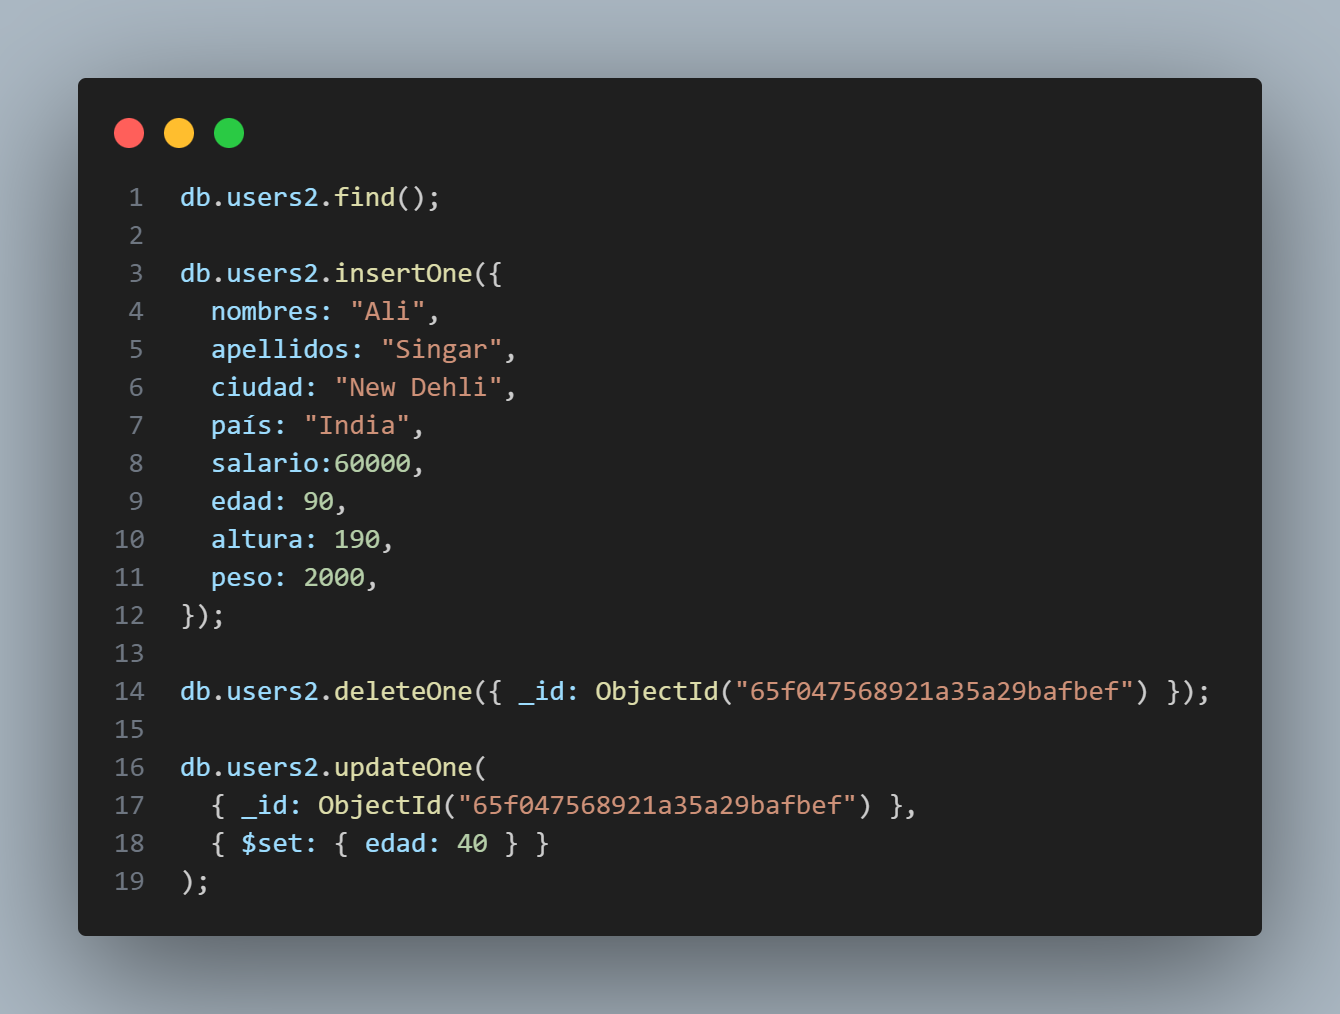 1 db.users2.find();
2
3 db.users2.insertOne({
4   nombres: "Ali",
5   apellidos: "Singar",
6   ciudad: "New Dehli",
7   país: "India",
8   salario:60000,
9   edad: 90,
10   altura: 190,
11   peso: 2000,
12 });
13
14 db.users2.deleteOne({ _id: ObjectId("65f047568921a35a29bafbef") });
15
16 db.users2.updateOne(
17   { _id: ObjectId("65f047568921a35a29bafbef") },
18   { $set: { edad: 40 } }
19 );